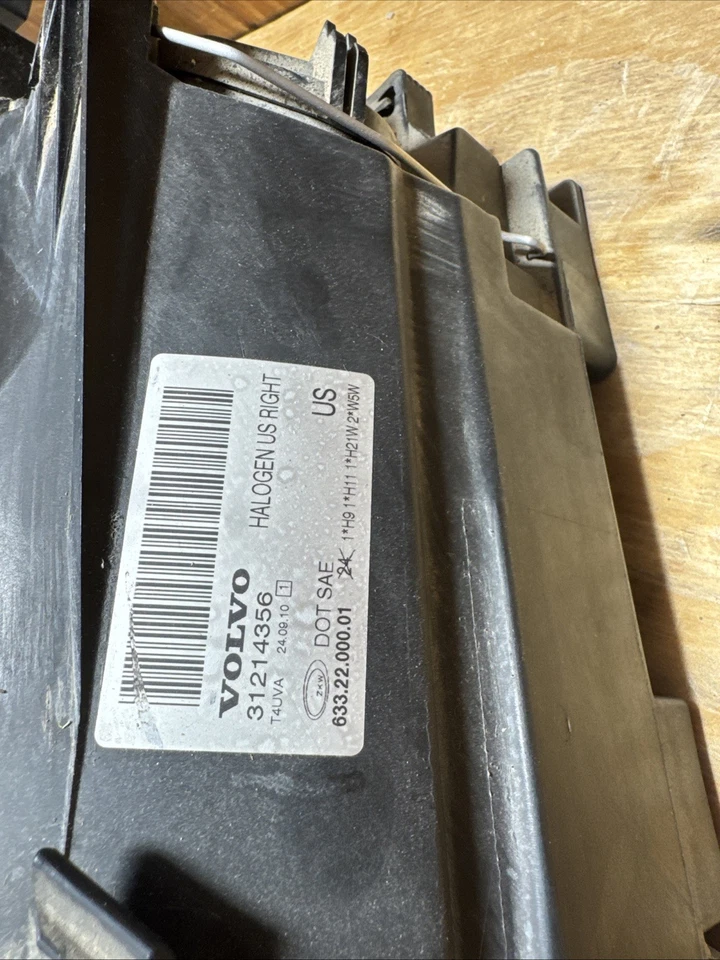 VOLVO
31214356 HALOGEN US RIGHT
T4UVA 24.09.10 1
ZKW DOT SAE US
633.22.000.01 1*H9 1*H11 1*H21W 2*W5W